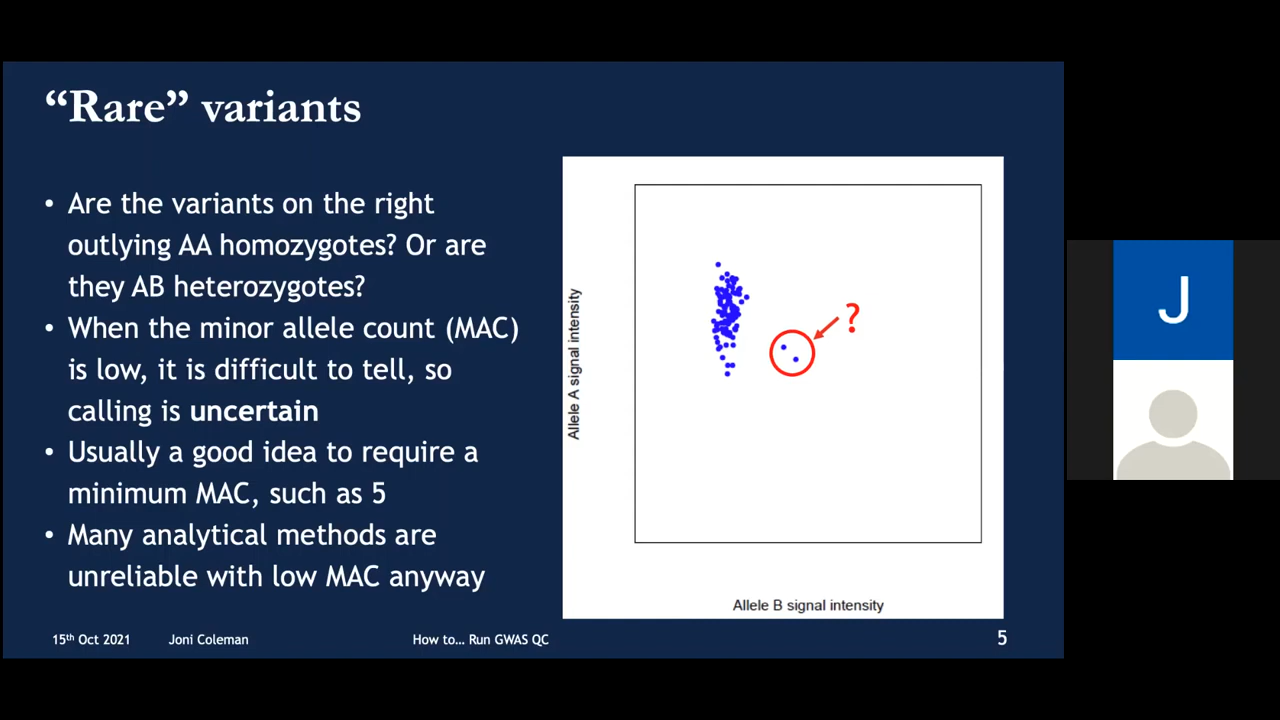 “Rare” variants
• Are the variants on the right
outlying AA homozygotes? Or are
they AB heterozygotes?
• When the minor allele count (MAC)
is low, it is difficult to tell, so
calling is uncertain
• Usually a good idea to require a
minimum MAC, such as 5
• Many analytical methods are
unreliable with low MAC anyway
Allele A signal intensity
?
Allele B signal intensity
15th Oct 2021 Joni Coleman How to... Run GWAS QC 5
J